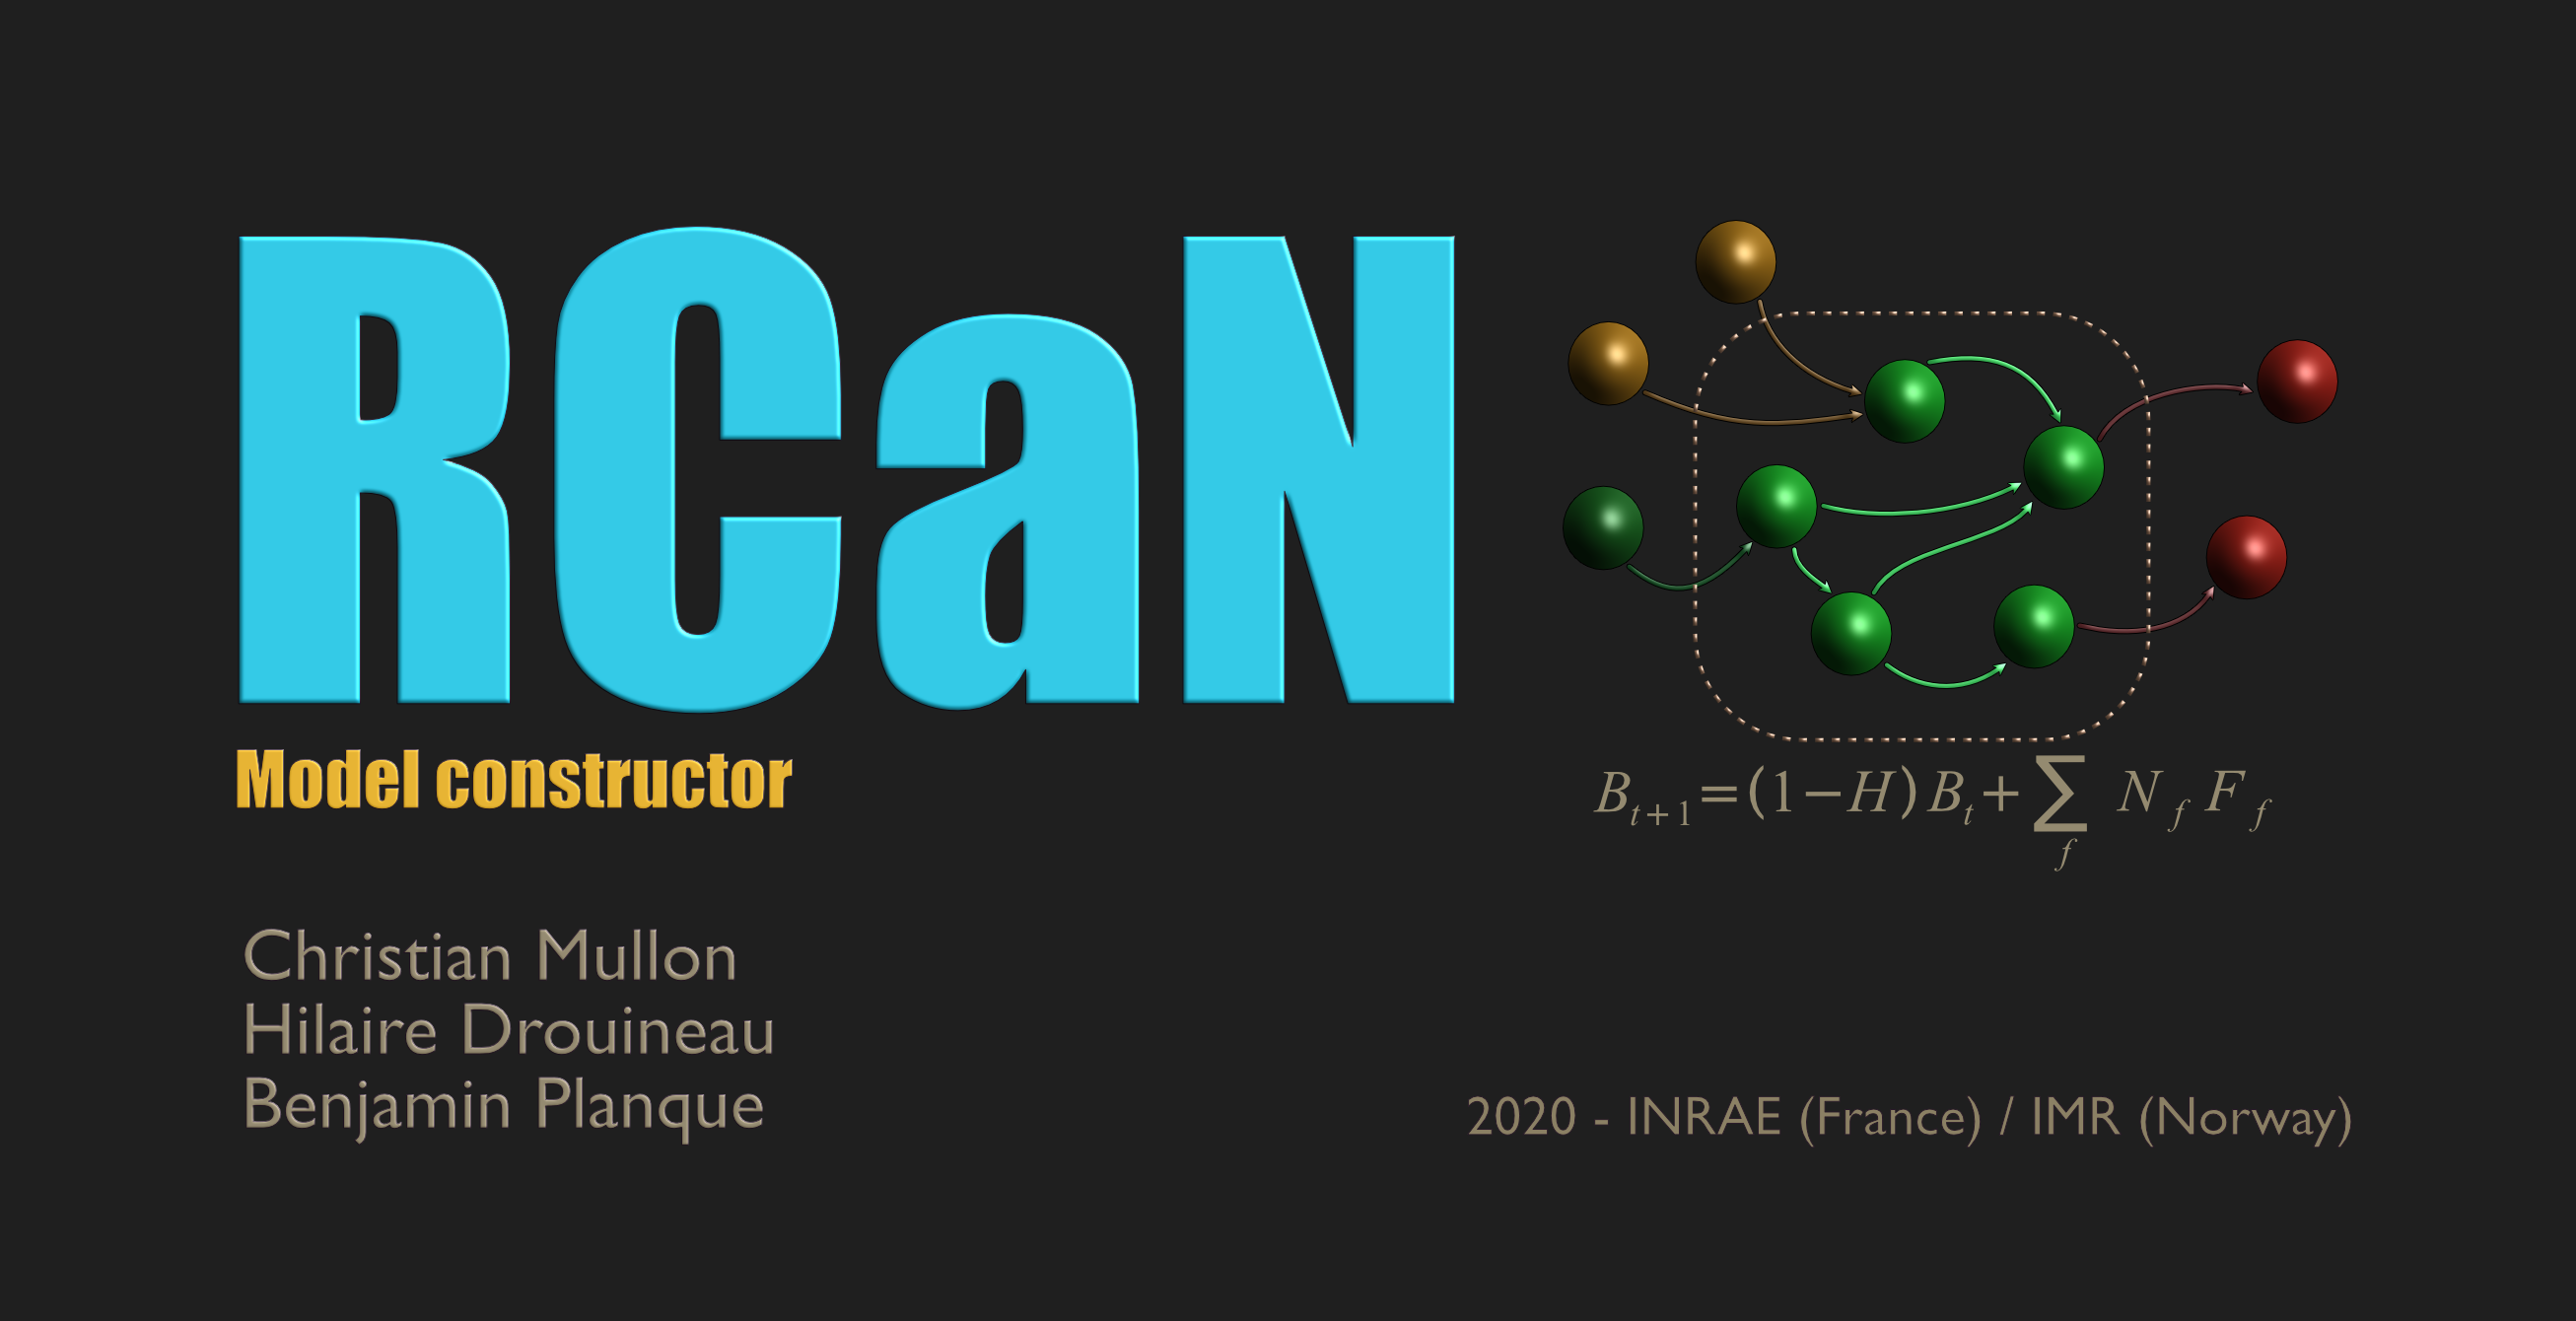 RCaN
Model constructor
B_{t+1}=(1-H)B_t+∑_f N_f F_f
Christian Mullon
Hilaire Drouineau
Benjamin Planque
2020 - INRAE (France) / IMR (Norway)